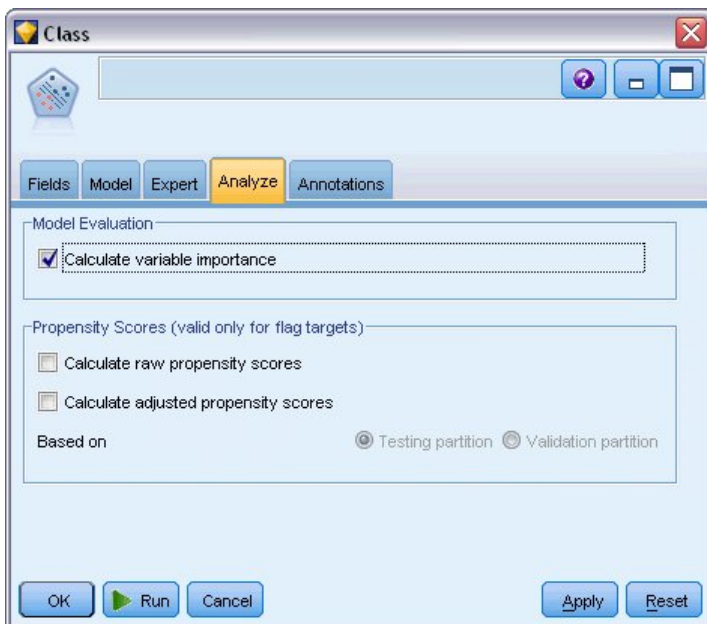 Class
Fields Model Expert Analyze Annotations
Model Evaluation
Calculate variable importance
Propensity Scores (valid only for flag targets)
Calculate raw propensity scores
Calculate adjusted propensity scores
Based on Testing partition Validation partition
OK Run Cancel Apply Reset